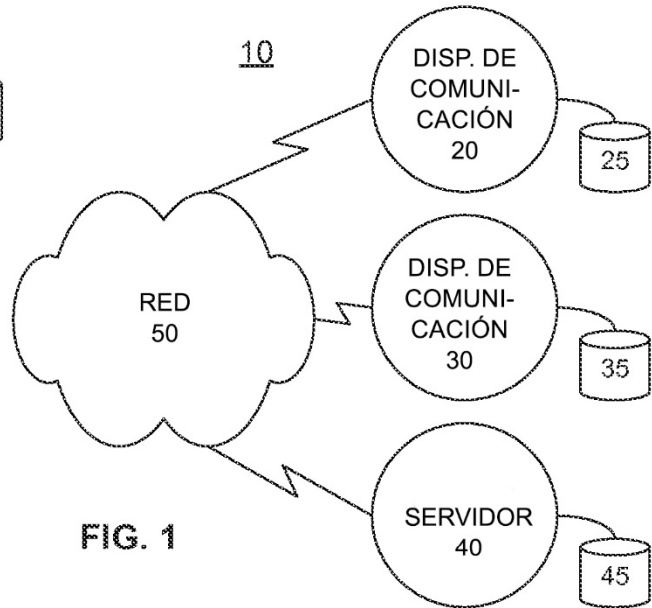 10
DISP. DE
COMUNI-
CACIÓN
20
25
RED
50
DISP. DE
COMUNI-
CACIÓN
30
35
SERVIDOR
40
45
FIG. 1